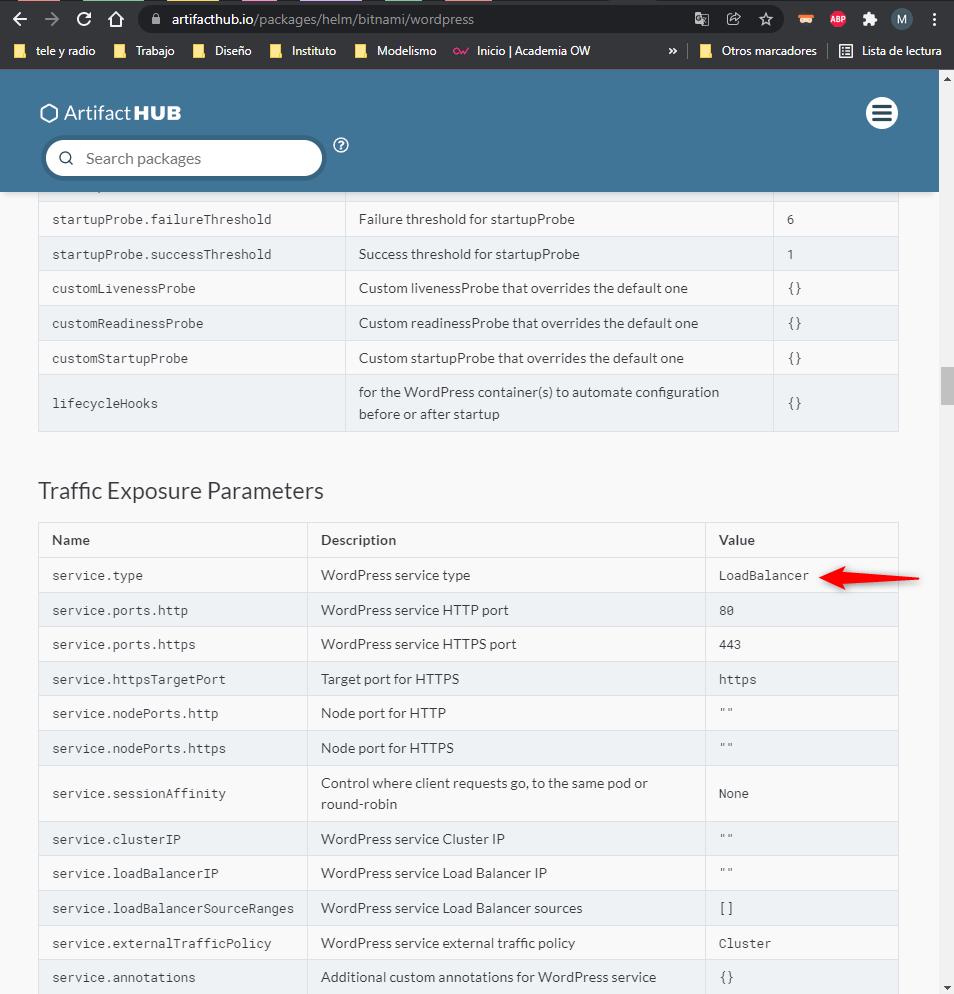 artifacthub.io/packages/helm/bitnami/wordpress
ABP
M
tele y radio
Trabajo
Diseño
Instituto
Modelismo
Inicio | Academia OW
»
Otros marcadores
Lista de lectura
Artifact HUB
Search packages
?
startupProbe.failureThreshold Failure threshold for startupProbe 6
startupProbe.successThreshold Success threshold for startupProbe 1
customLivenessProbe Custom livenessProbe that overrides the default one {}
customReadinessProbe Custom readinessProbe that overrides the default one {}
customStartupProbe Custom startupProbe that overrides the default one {}
lifecycleHooks for the WordPress container(s) to automate configuration {}
before or after startup
Traffic Exposure Parameters
Name Description Value
service.type WordPress service type LoadBalancer
service.ports.http WordPress service HTTP port 80
service.ports.https WordPress service HTTPS port 443
service.httpsTargetPort Target port for HTTPS https
service.nodePorts.http Node port for HTTP ""
service.nodePorts.https Node port for HTTPS ""
service.sessionAffinity Control where client requests go, to the same pod or None
round-robin
service.clusterIP WordPress service Cluster IP ""
service.loadBalancerIP WordPress service Load Balancer IP ""
service.loadBalancerSourceRanges WordPress service Load Balancer sources []
service.externalTrafficPolicy WordPress service external traffic policy Cluster
service.annotations Additional custom annotations for WordPress service {}